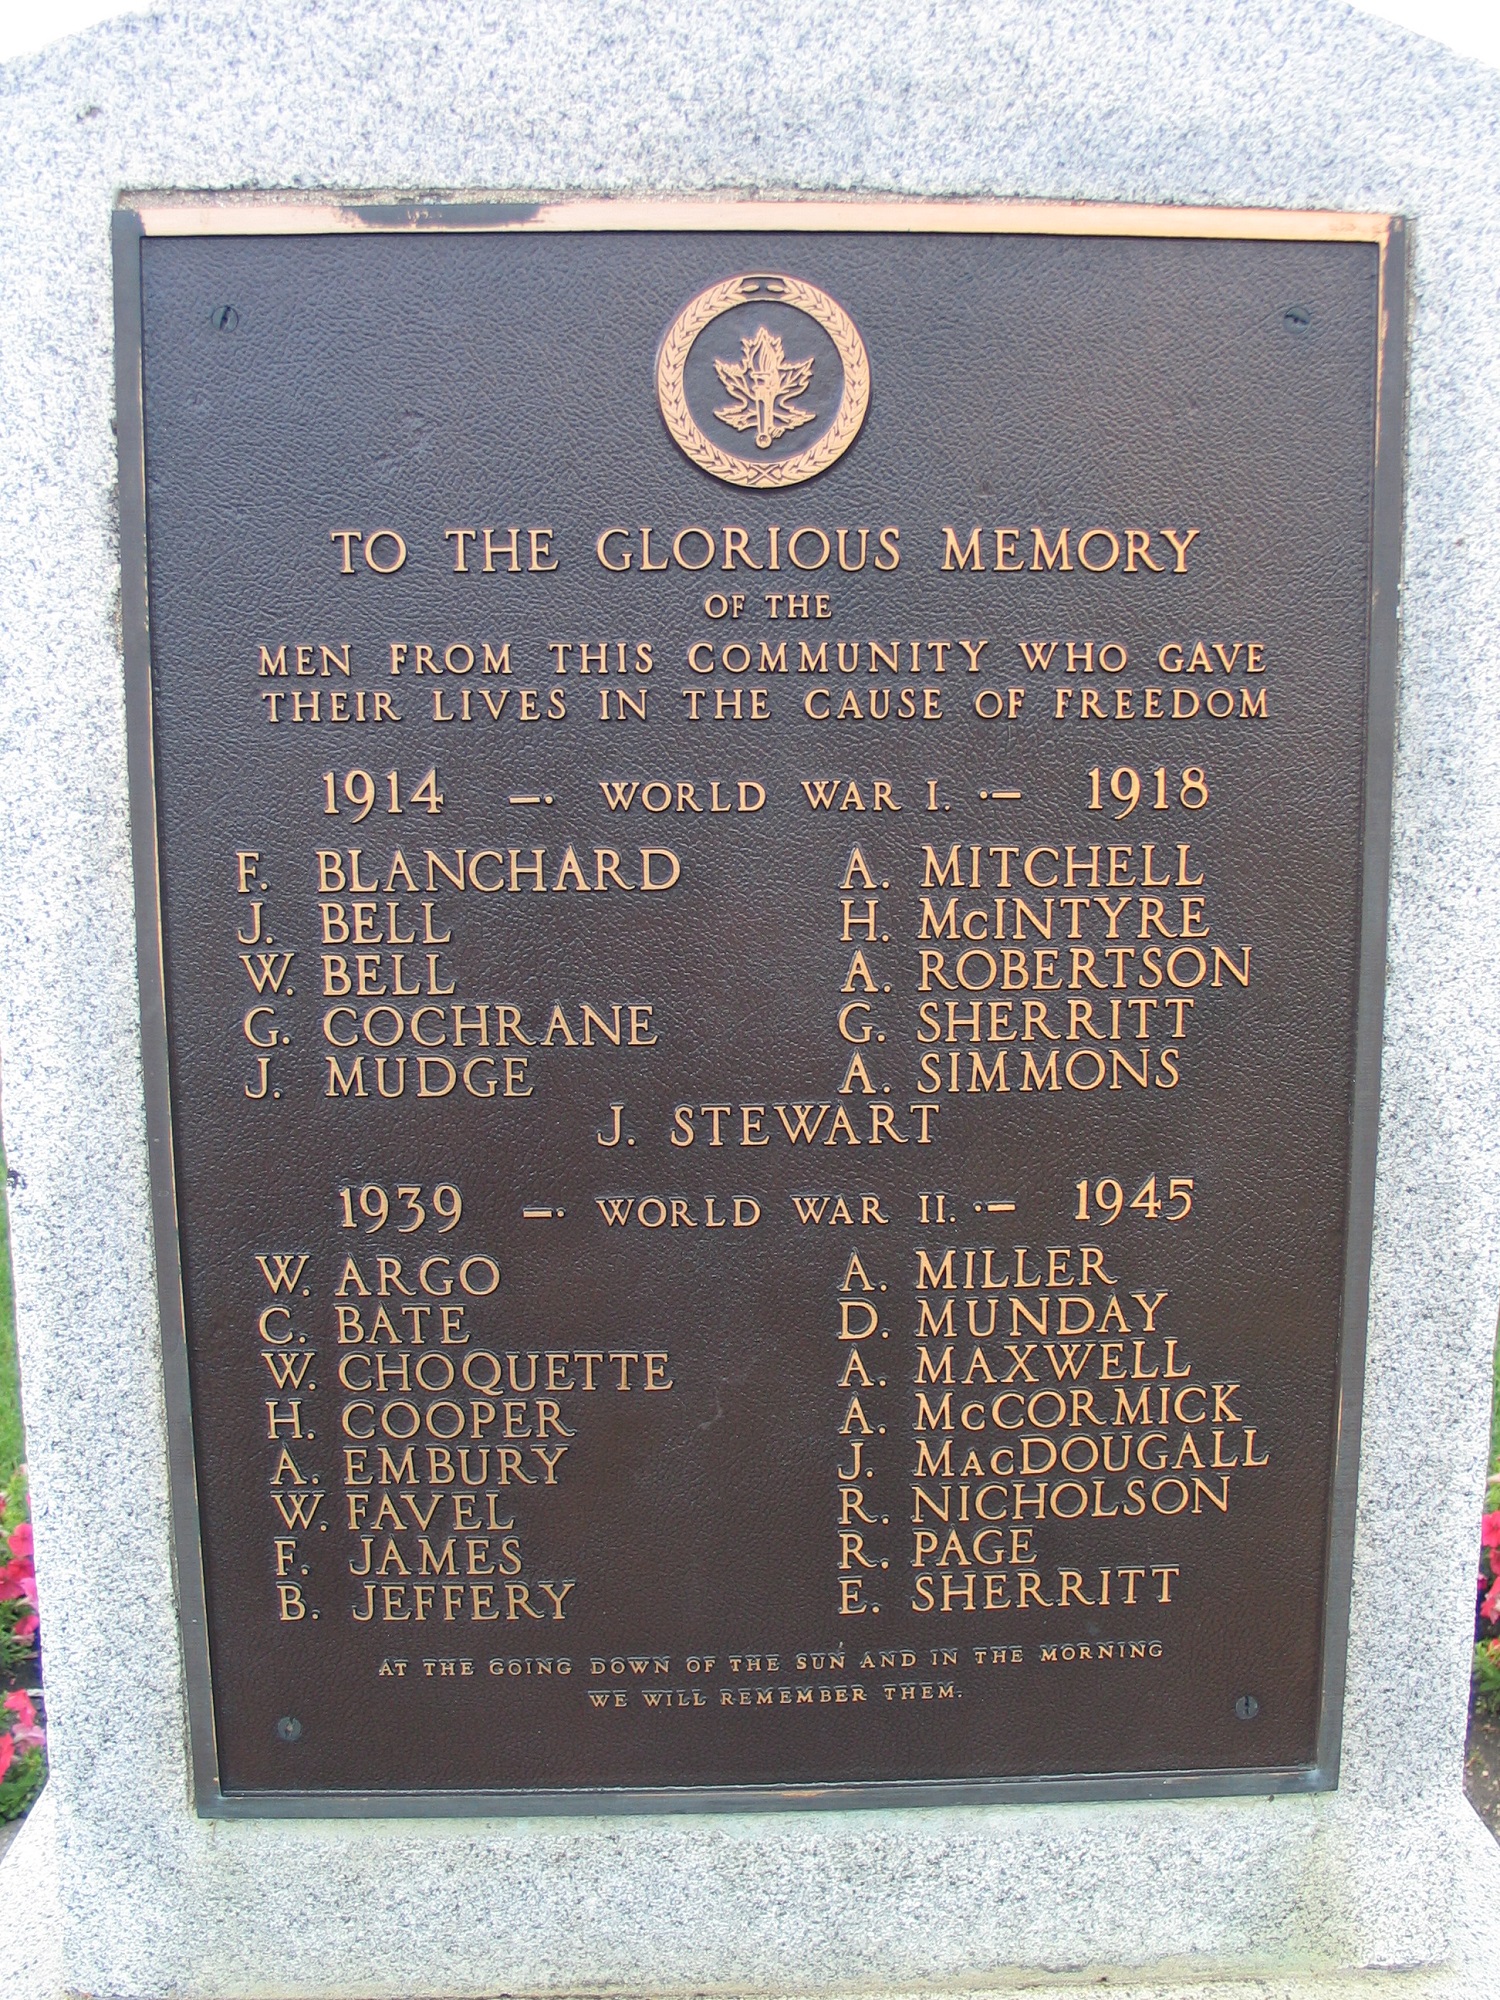 TO THE GLORIOUS MEMORY
OF THE
MEN FROM THIS COMMUNITY WHO GAVE
THEIR LIVES IN THE CAUSE OF FREEDOM
1914 —· WORLD WAR I. ·— 1918
F. BLANCHARD A. MITCHELL
J. BELL H. McINTYRE
W. BELL A. ROBERTSON
G. COCHRANE G. SHERRITT
J. MUDGE A. SIMMONS
J. STEWART
1939 —· WORLD WAR II. ·— 1945
W. ARGO A. MILLER
C. BATE D. MUNDAY
W. CHOQUETTE A. MAXWELL
H. COOPER A. McCORMICK
A. EMBURY J. MacDOUGALL
W. FAVEL R. NICHOLSON
F. JAMES R. PAGE
B. JEFFERY E. SHERRITT
AT THE GOING DOWN OF THE SUN AND IN THE MORNING
WE WILL REMEMBER THEM.